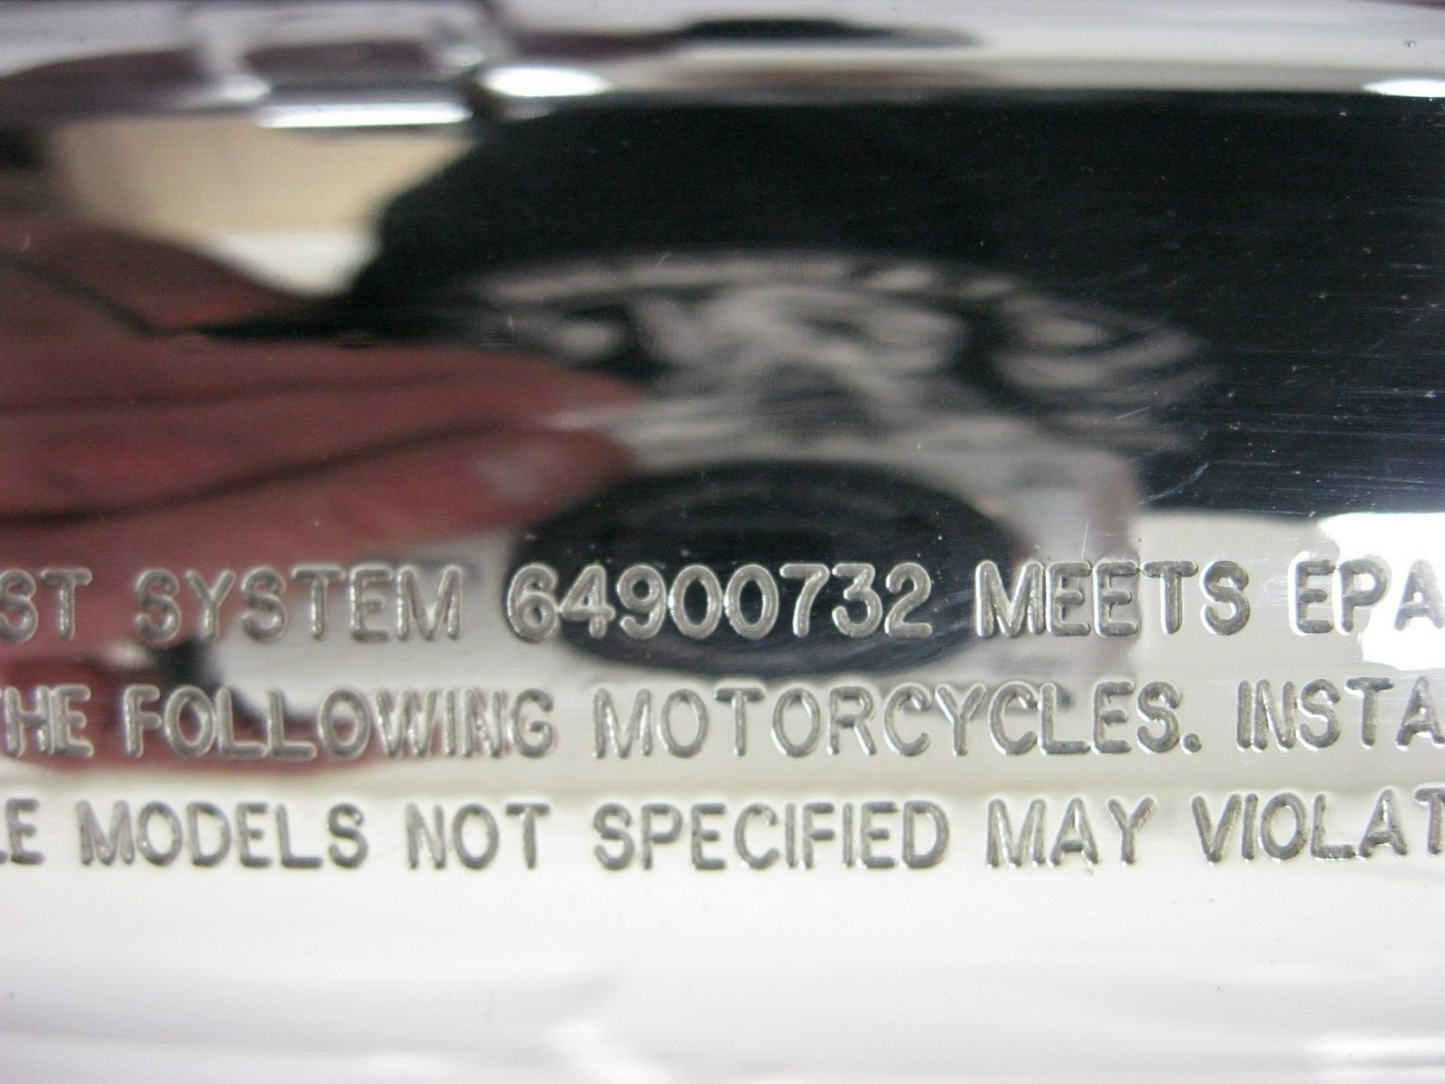 ST SYSTEM 64900732 MEETS EPA
HE FOLLOWING MOTORCYCLES. INSTA
LE MODELS NOT SPECIFIED MAY VIOLAT